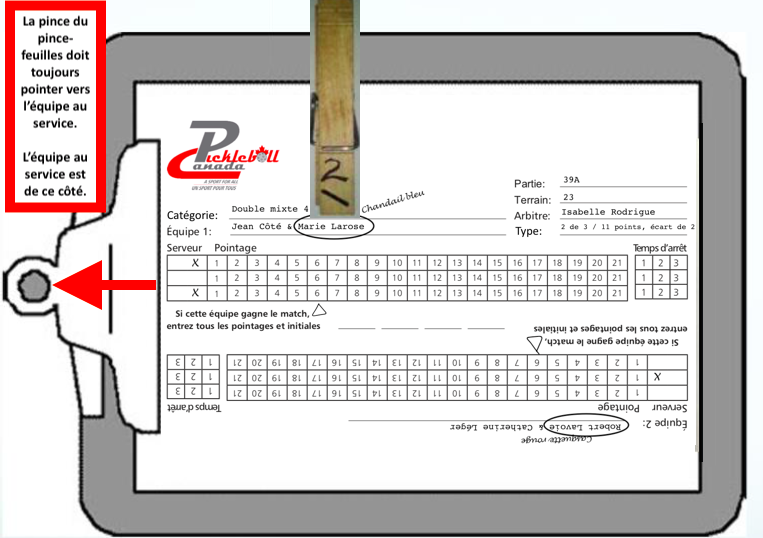 La pince du
pince-
feuilles doit
toujours
pointer vers
l'équipe au
service.
L'équipe au
service est
de ce côté.
Pickleball
Canada
A SPORT FOR ALL
UN SPORT POUR TOUS
2
1
Partie: 39A
Terrain: 23
Arbitre: Isabelle Rodrigue
Type: 2 de 3 / 11 points, écart de 2
Chandail bleu
Catégorie: Double mixte 4
Équipe 1: Jean Côté & Marie Larose
Serveur Pointage Temps d'arrêt
X 1 2 3 4 5 6 7 8 9 10 11 12 13 14 15 16 17 18 19 20 21 1 2 3
1 2 3 4 5 6 7 8 9 10 11 12 13 14 15 16 17 18 19 20 21 1 2 3
X 1 2 3 4 5 6 7 8 9 10 11 12 13 14 15 16 17 18 19 20 21 1 2 3
Si cette équipe gagne le match,
entrez tous les pointages et initiales
Casquette rouge
Équipe 2: Robert Lavoie & Catherine Léger
Serveur Pointage Temps d'arrêt
1 2 3 4 5 6 7 8 9 10 11 12 13 14 15 16 17 18 19 20 21 1 2 3
X 1 2 3 4 5 6 7 8 9 10 11 12 13 14 15 16 17 18 19 20 21 1 2 3
1 2 3 4 5 6 7 8 9 10 11 12 13 14 15 16 17 18 19 20 21 1 2 3
Si cette équipe gagne le match,
entrez tous les pointages et initiales